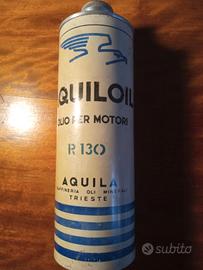 QUILOIL
OLIO PER MOTORI
R 130
AQUILA
RAFFINERIA OLI MINERALI
TRIESTE
subito